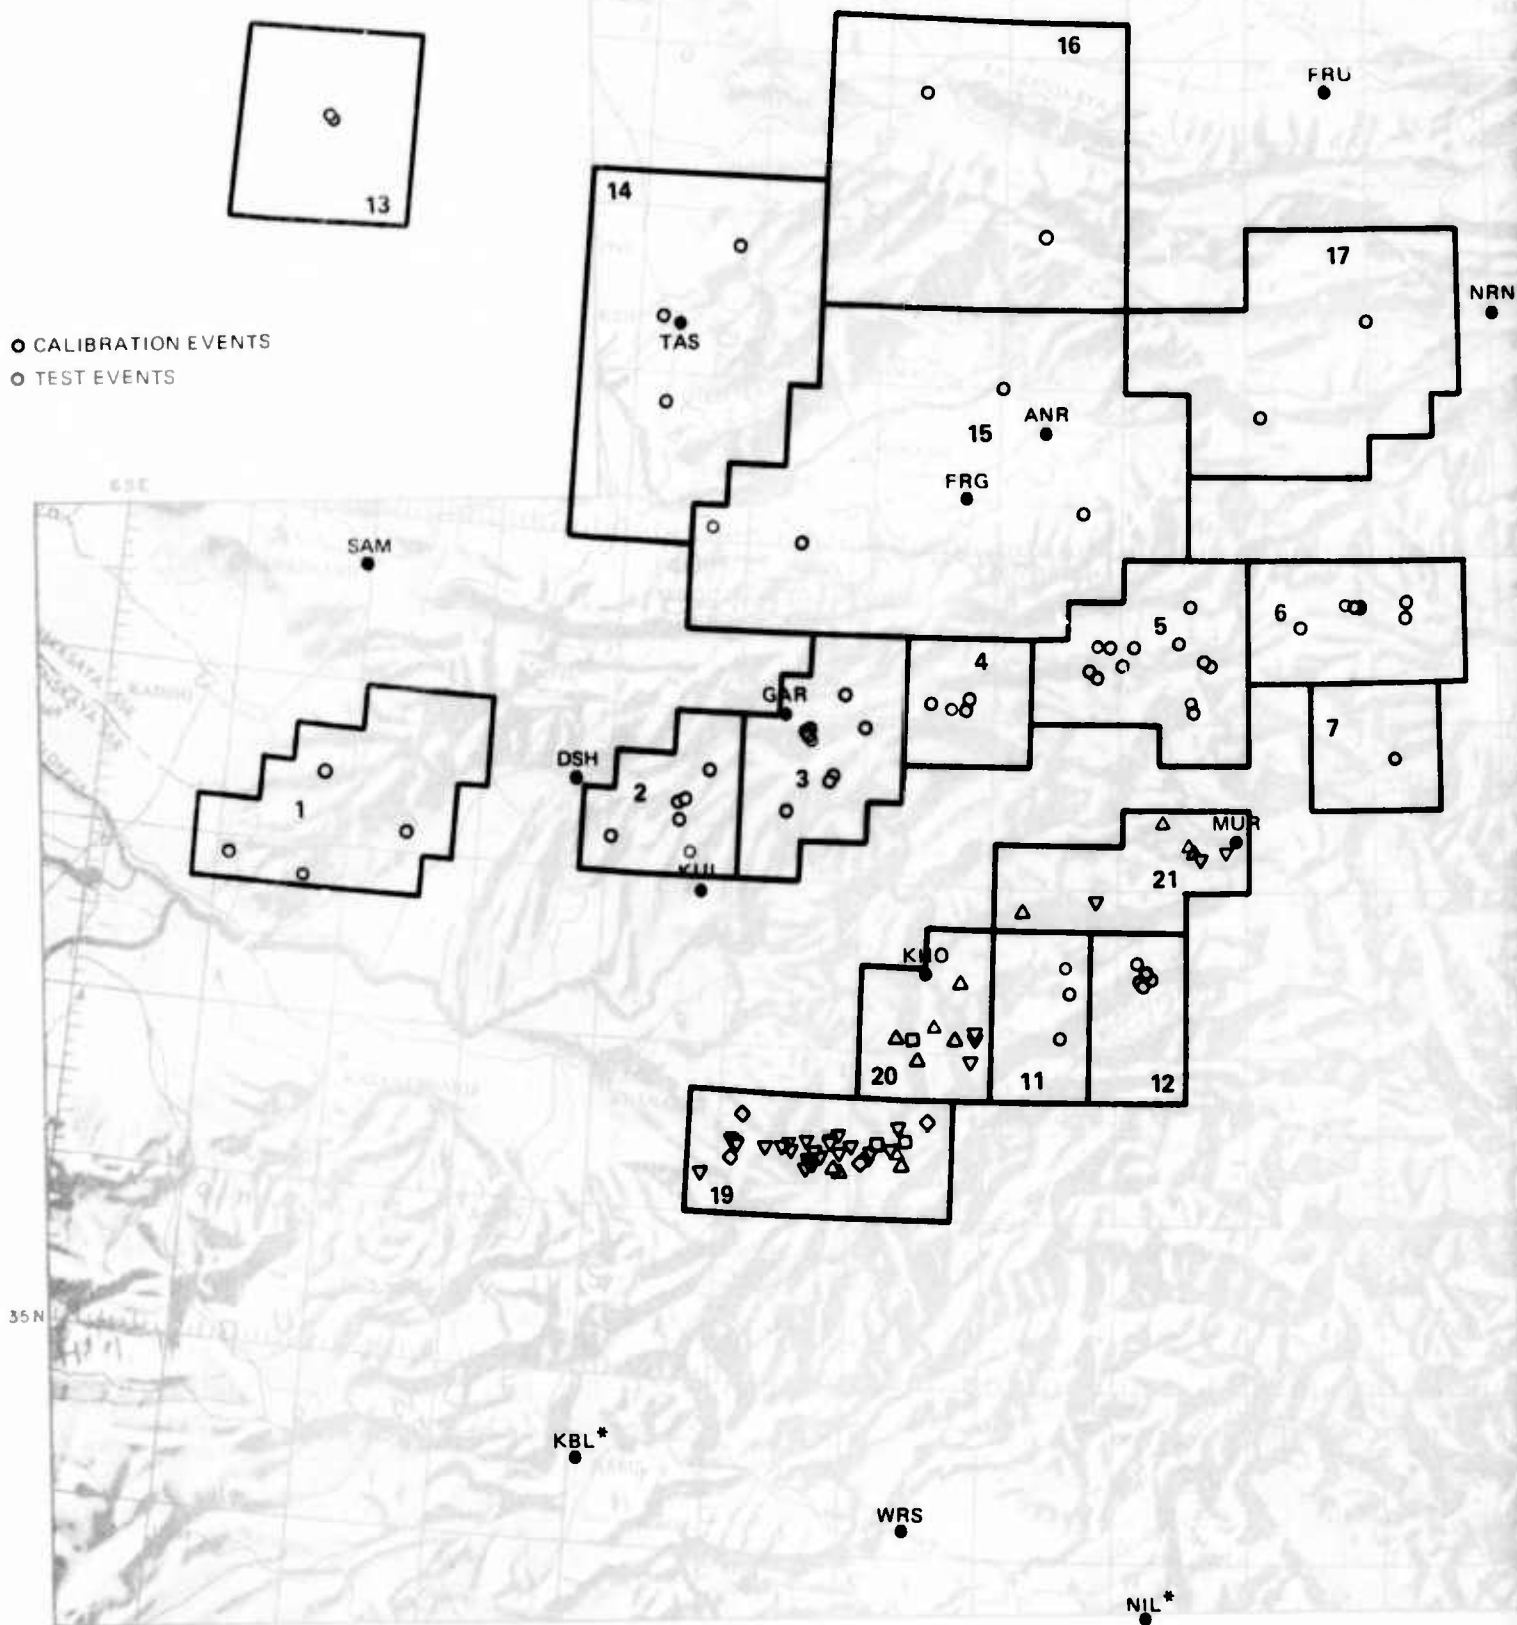 16
FRU
13
14
17
NRN
O CALIBRATION EVENTS
TAS
O TEST EVENTS
ANR
15
FRG
65E
SAM
5
6
4
GAR
7
DSH
3
2
1
MUR
KUL
21
KHO
20
11
12
19
35N
KBL*
WRS
NIL*